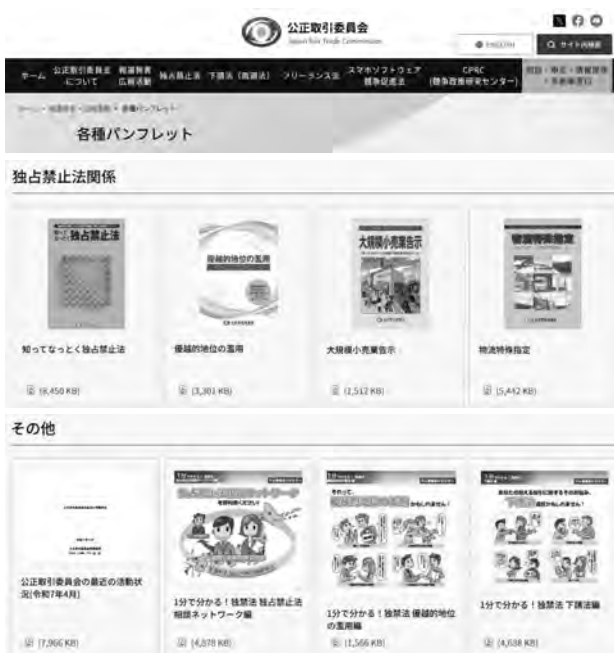 公正取引委員会
Japan Fair Trade Commission
ENGLISH
サイト内検索
ホーム
公正取引委員会
について
報道発表
広報活動
独占禁止法
下請法(取適法)
フリーランス法
スマホソフトウェア
競争促進法
CPRC
(競争政策研究センター)
各種パンフレット
独占禁止法関係
知ってなっとく 独占禁止法
優越的地位の濫用
大規模小売業告示
物流特殊指定
知ってなっとく独占禁止法
優越的地位の濫用
大規模小売業告示
物流特殊指定
(8,450 KB)
(3,301 KB)
(1,512 KB)
(5,442 KB)
その他
公正取引委員会の最近の活動状
況(令和7年4月)
1分で分かる!独禁法 独占禁止法
相談ネットワーク編
1分で分かる!独禁法 優越的地位
の濫用編
1分で分かる!独禁法 下請法編
(7,966 KB)
(4,878 KB)
(1,566 KB)
(4,638 KB)